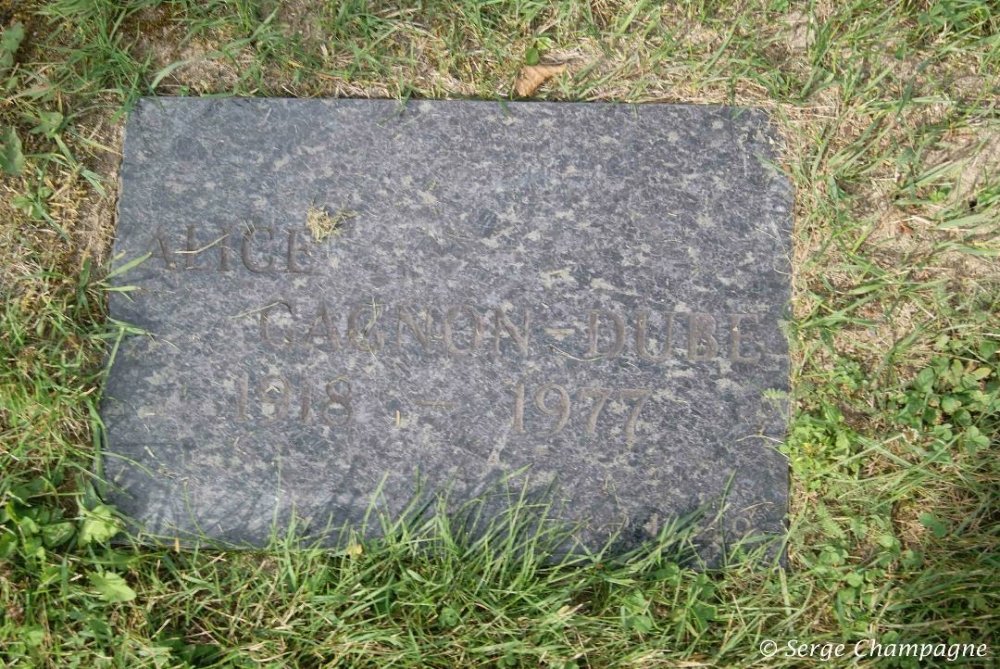 ALICE
GAGNON-DUBE
1918 - 1977
© Serge Champagne